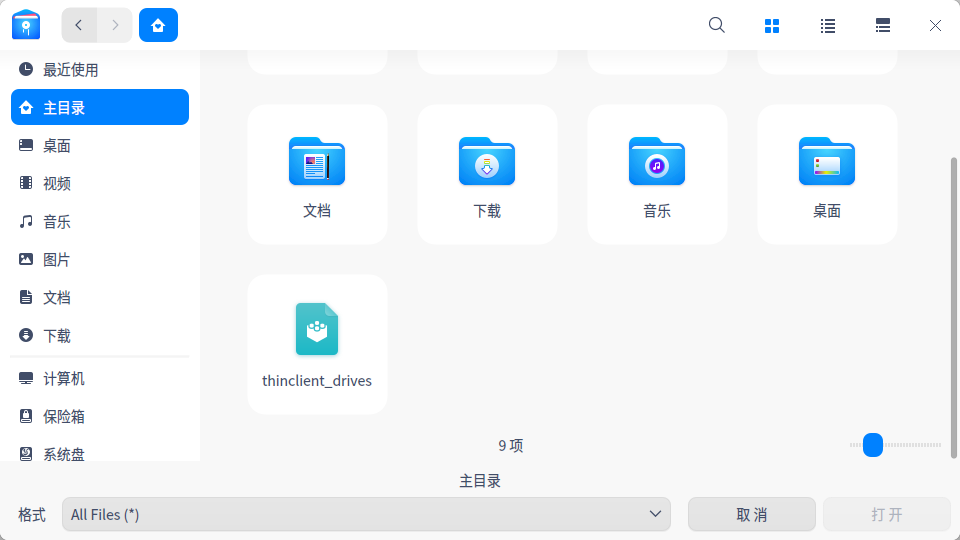 最近使用
主目录
桌面
视频
音乐
图片
文档
下载
计算机
保险箱
系统盘
文档
下载
音乐
桌面
thinclient_drives
9 项
主目录
格式
All Files (*)
取 消
打 开